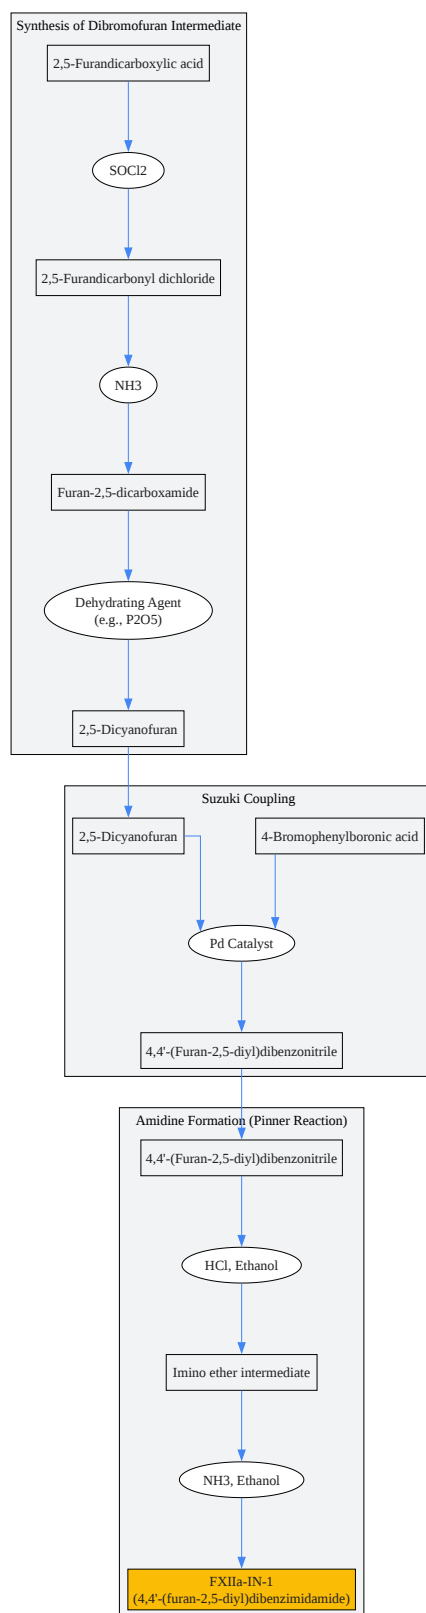 Synthesis of Dibromofuran Intermediate
2,5-Furandicarboxylic acid
SOCl2
2,5-Furandicarbonyl dichloride
NH3
Furan-2,5-dicarboxamide
Dehydrating Agent
(e.g., P2O5)
2,5-Dicyanofuran
Suzuki Coupling
2,5-Dicyanofuran
4-Bromophenylboronic acid
Pd Catalyst
4,4'-(Furan-2,5-diyl)dibenzonitrile
Amidine Formation (Pinner Reaction)
4,4'-(Furan-2,5-diyl)dibenzonitrile
HCl, Ethanol
Imino ether intermediate
NH3, Ethanol
FXIIa-IN-1
(4,4'-(furan-2,5-diyl)dibenzimidamide)